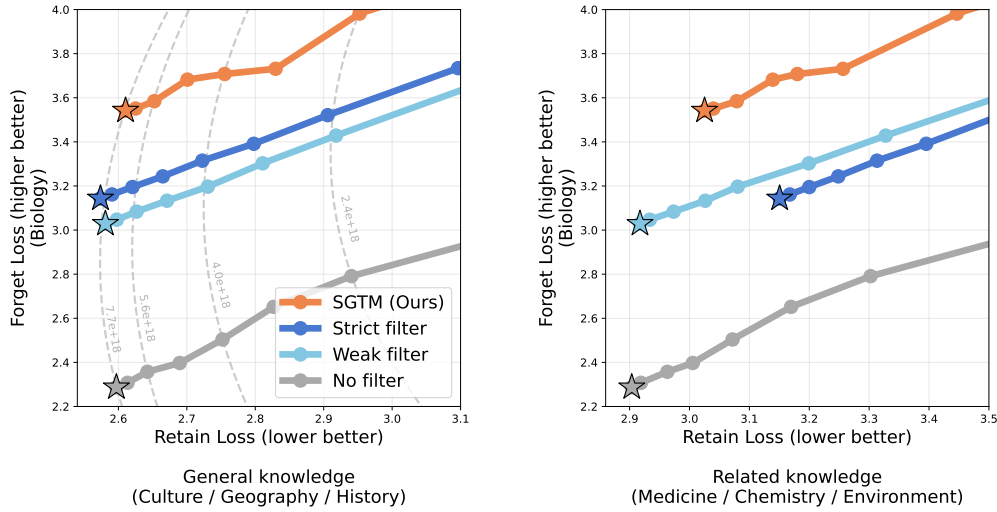 4.0
3.8
3.6
3.4
3.2
3.0
2.8
2.6
2.4
2.2
Forget Loss (higher better)
(Biology)
7.7e+18
5.6e+18
4.0e+18
2.4e+18
SGTM (Ours)
Strict filter
Weak filter
No filter
2.6 2.7 2.8 2.9 3.0 3.1
Retain Loss (lower better)
General knowledge
(Culture / Geography / History)
4.0
3.8
3.6
3.4
3.2
3.0
2.8
2.6
2.4
2.2
Forget Loss (higher better)
(Biology)
2.9 3.0 3.1 3.2 3.3 3.4 3.5
Retain Loss (lower better)
Related knowledge
(Medicine / Chemistry / Environment)